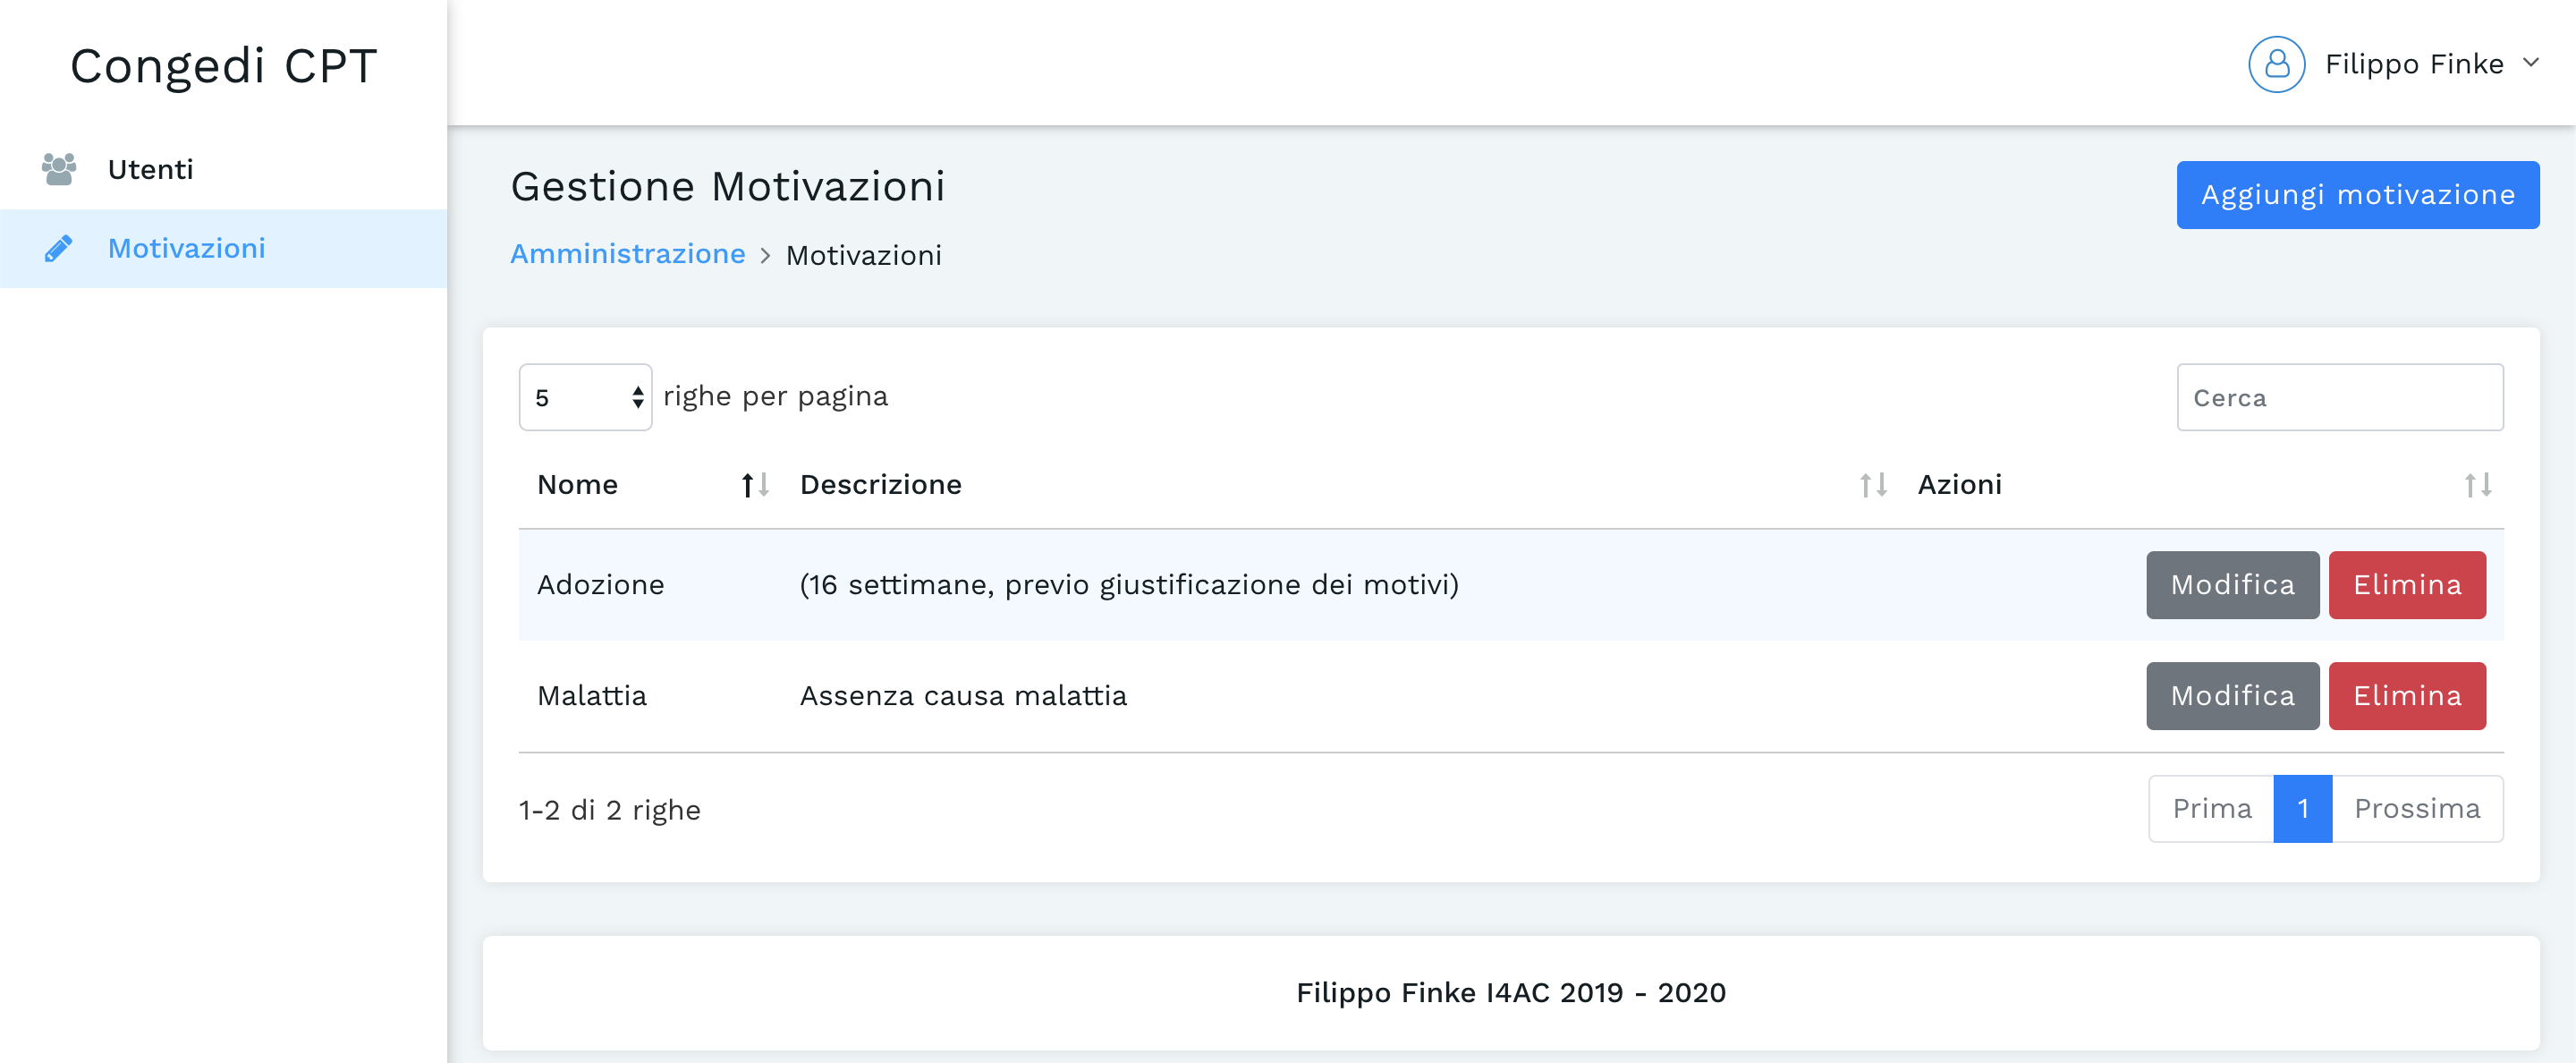 Congedi CPT
Filippo Finke
Utenti
Motivazioni
Gestione Motivazioni
Aggiungi motivazione
Amministrazione > Motivazioni
5 righe per pagina
Cerca
Nome Descrizione Azioni
Adozione (16 settimane, previo giustificazione dei motivi) Modifica Elimina
Malattia Assenza causa malattia Modifica Elimina
1-2 di 2 righe
Prima 1 Prossima
Filippo Finke I4AC 2019 - 2020